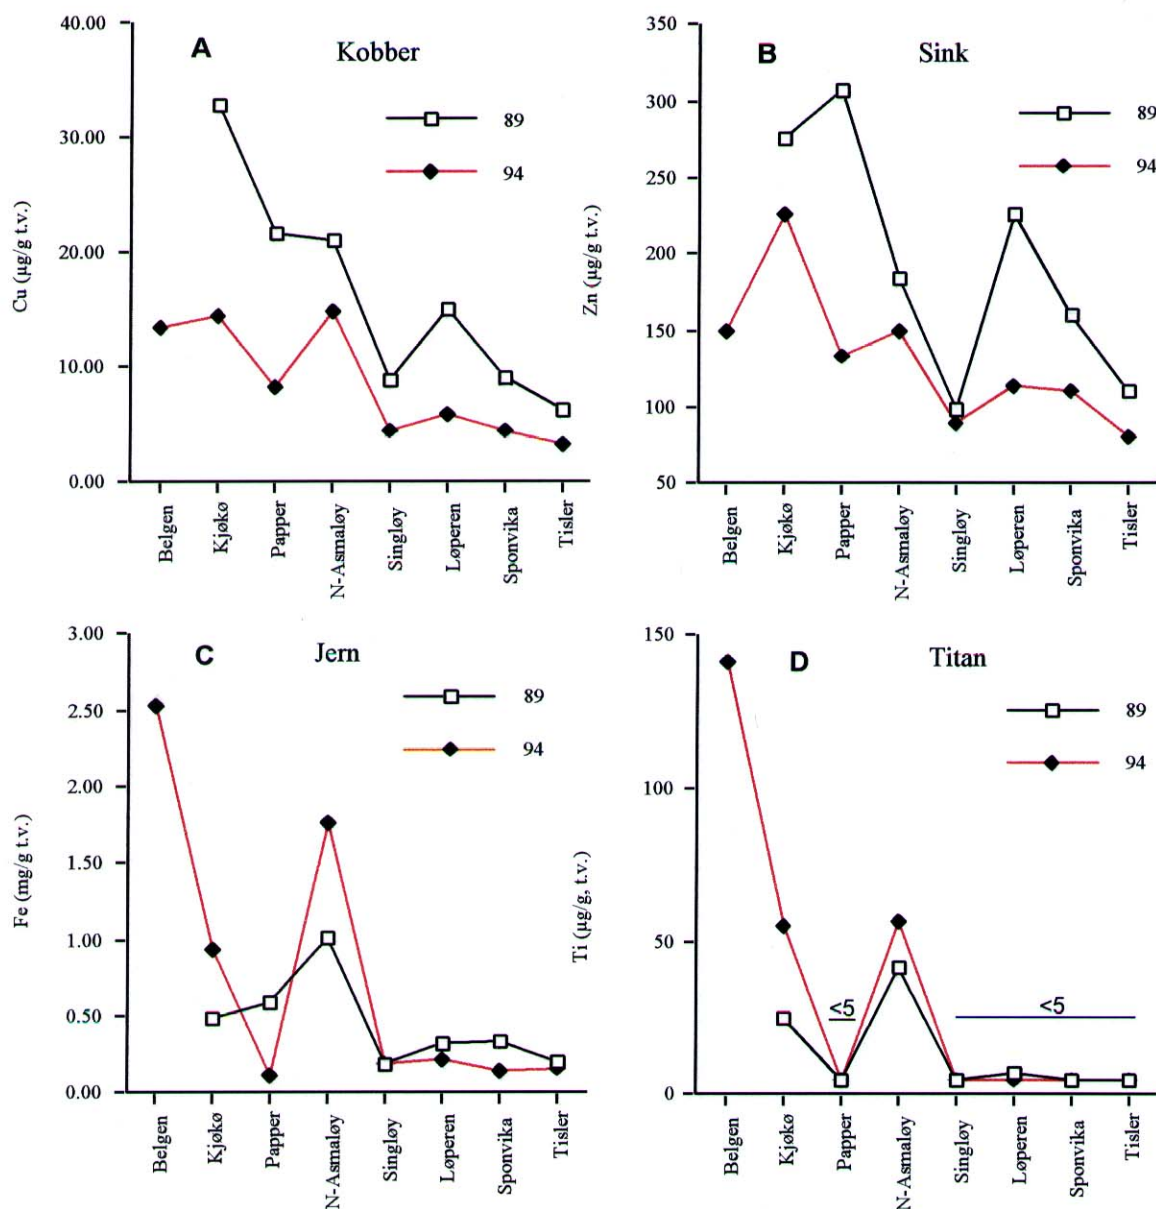 A Kobber
89
94
Cu (µg/g t.v.)
40.00
30.00
20.00
10.00
0.00
Belgen
Kjøkø
Papper
N-Asmaløy
Singløy
Løperen
Sponvika
Tisler
B Sink
89
94
Zn (µg/g t.v.)
350
300
250
200
150
100
50
Belgen
Kjøkø
Papper
N-Asmaløy
Singløy
Løperen
Sponvika
Tisler
C Jern
89
94
Fe (mg/g t.v.)
3.00
2.50
2.00
1.50
1.00
0.50
0.00
Belgen
Kjøkø
Papper
N-Asmaløy
Singløy
Løperen
Sponvika
Tisler
D Titan
89
94
Ti (µg/g, t.v.)
150
100
50
0
<5
<5
Belgen
Kjøkø
Papper
N-Asmaløy
Singløy
Løperen
Sponvika
Tisler